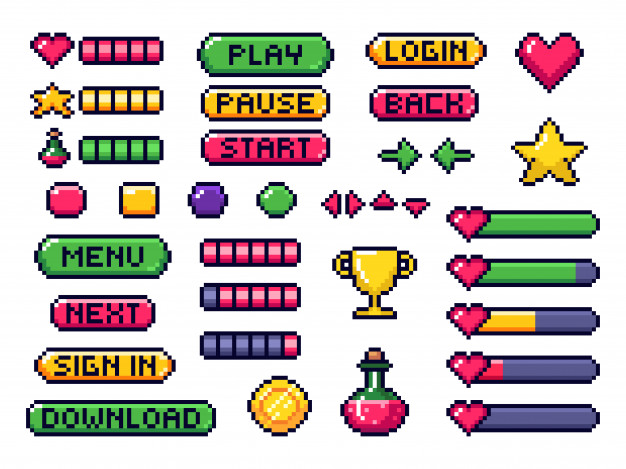 PLAY
LOGIN
PAUSE
BACK
START
MENU
NEXT
SIGN IN
DOWNLOAD